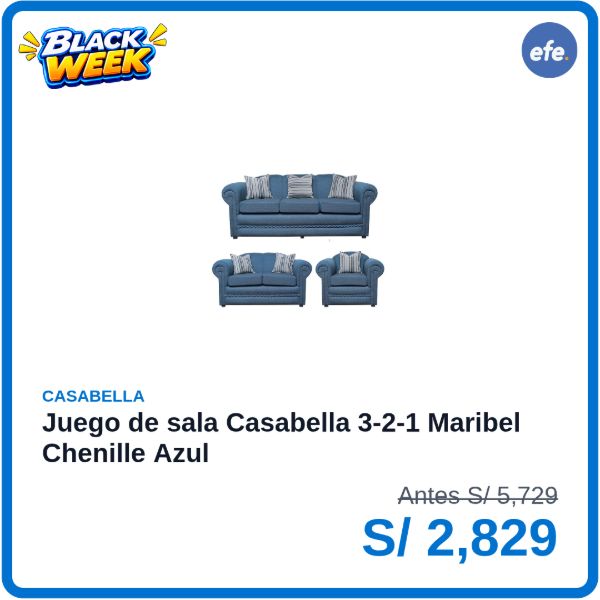 BLACK
WEEK
efe.
CASABELLA
Juego de sala Casabella 3-2-1 Maribel
Chenille Azul
Antes S/ 5,729
S/ 2,829